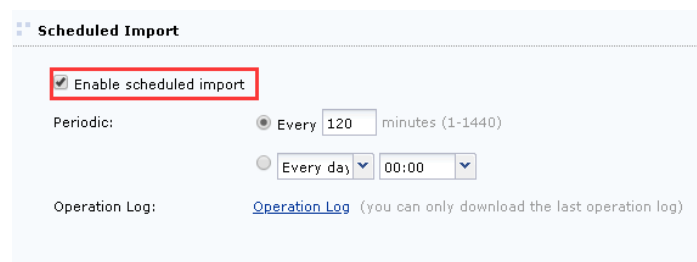 Scheduled Import
Enable scheduled import
Periodic: Every 120 minutes (1-1440)
Every day 00:00
Operation Log: Operation Log (you can only download the last operation log)